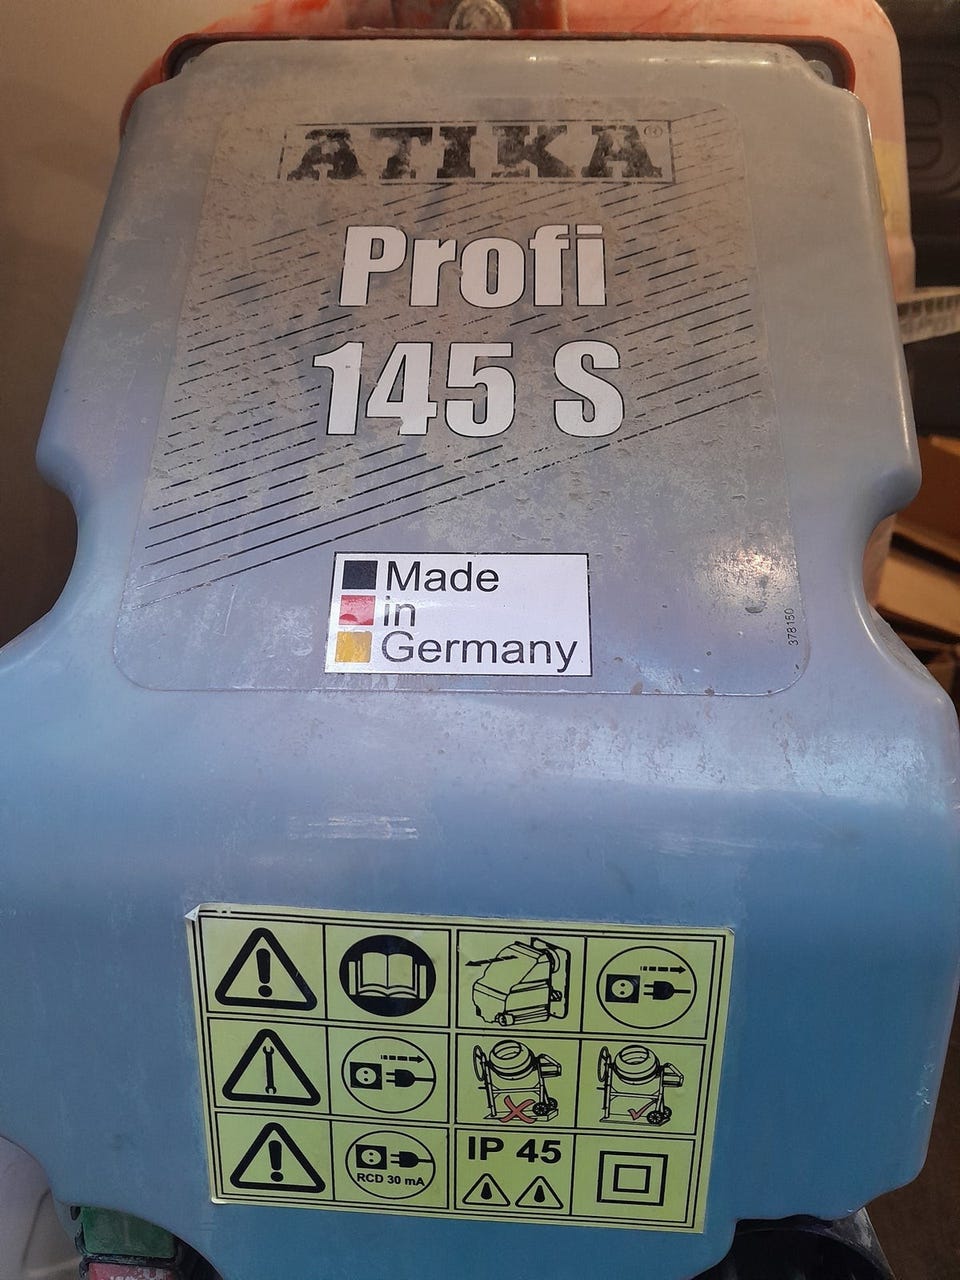 ATIKA®
Profi
145 S
Made
in
Germany
378150
RCD 30 mA
IP 45